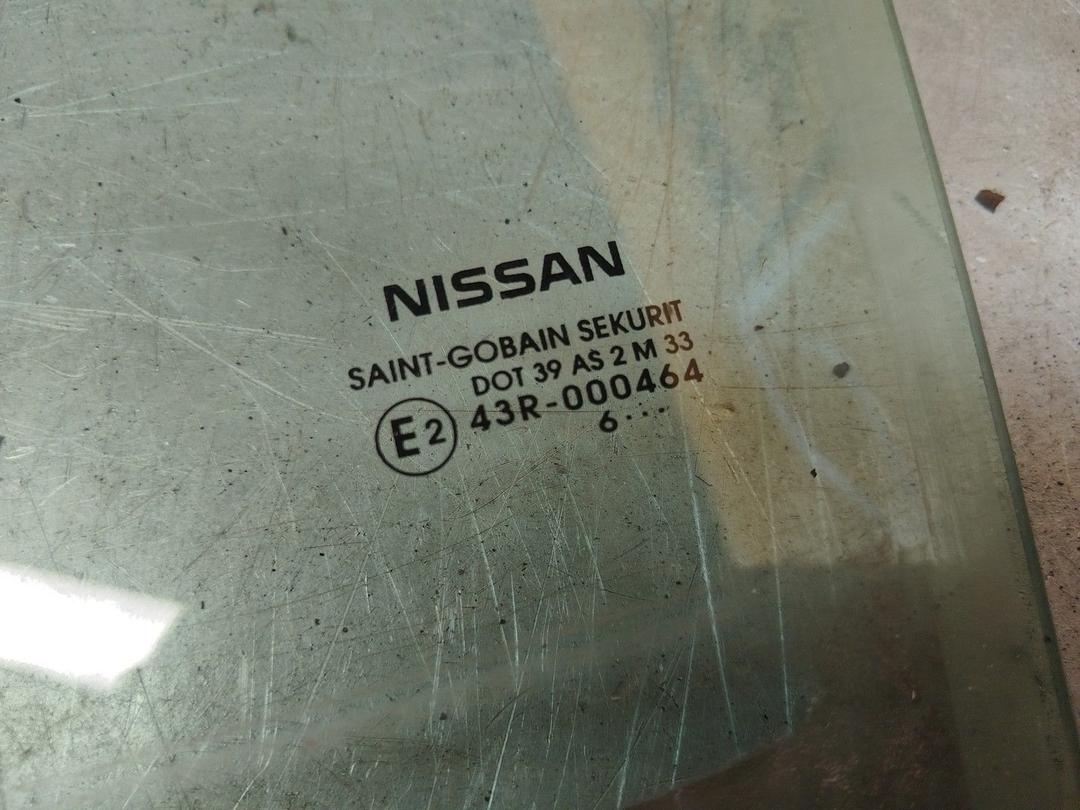 NISSAN
SAINT-GOBAIN SEKURIT
DOT 39 AS 2 M 33
E2 43R-000464
6...